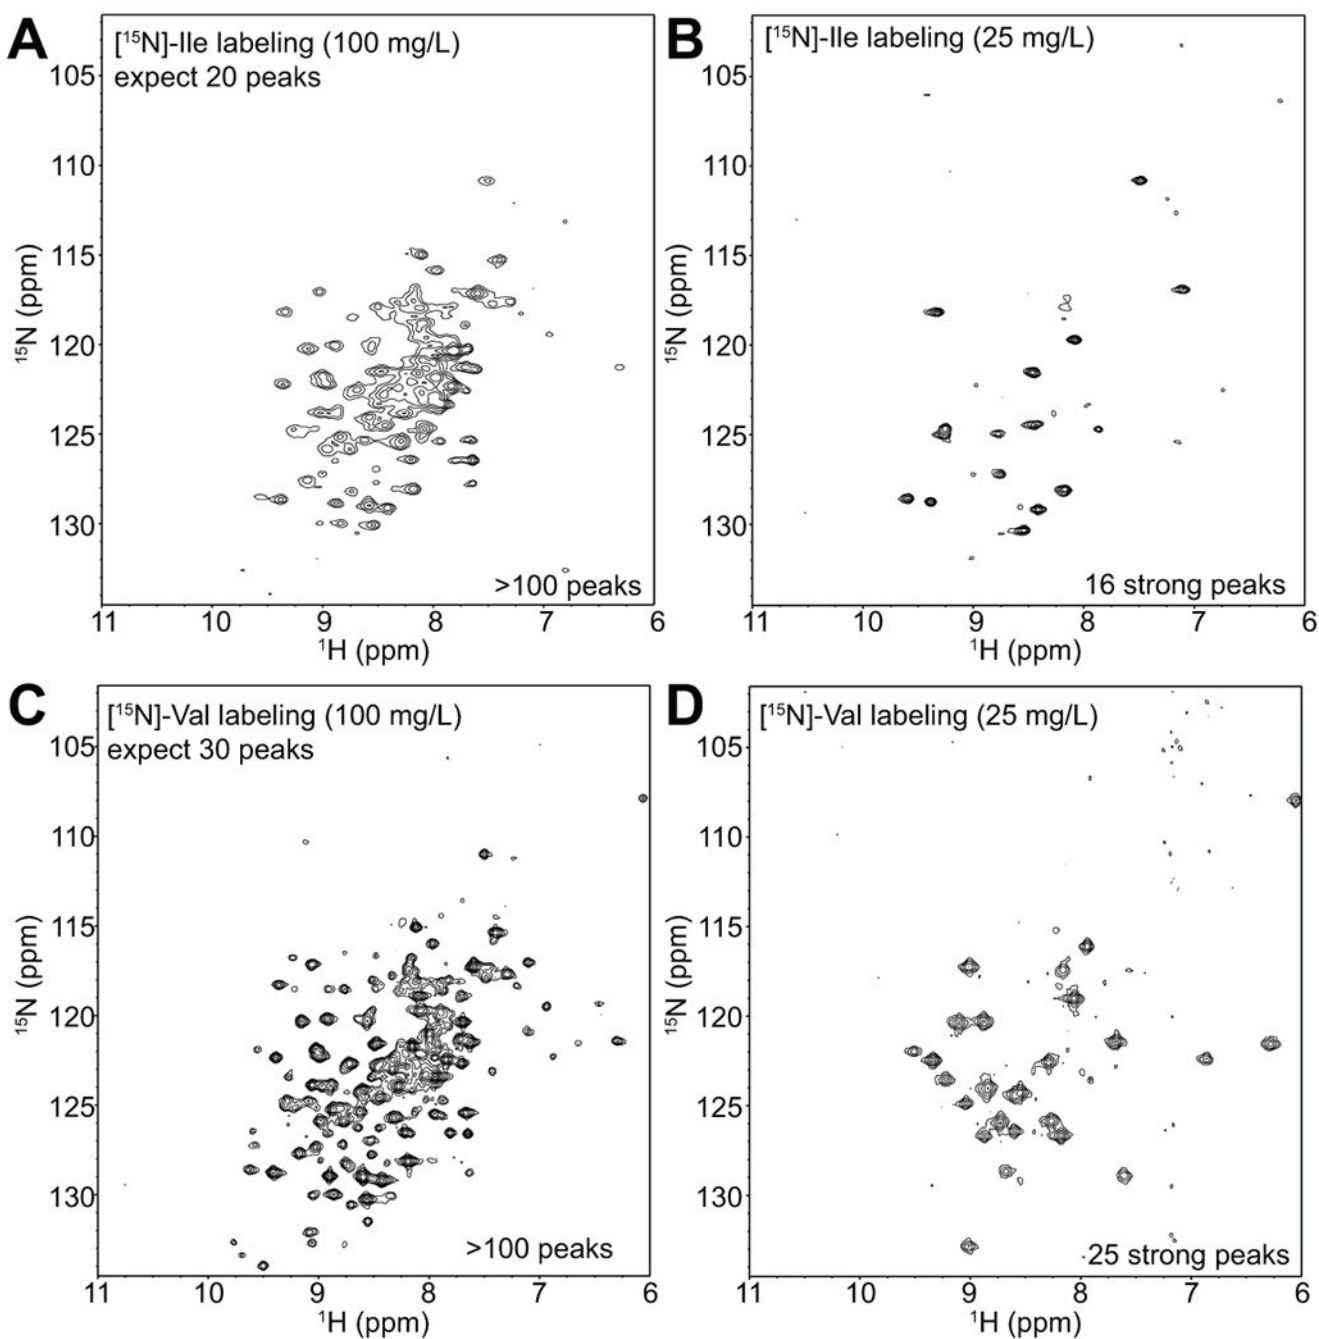 A
[¹⁵N]-Ile labeling (100 mg/L)
expect 20 peaks
105
110
115
120
125
130
¹⁵N (ppm)
>100 peaks
11 10 9 8 7 6
¹H (ppm)
B
[¹⁵N]-Ile labeling (25 mg/L)
105
110
115
120
125
130
¹⁵N (ppm)
16 strong peaks
11 10 9 8 7 6
¹H (ppm)
C
[¹⁵N]-Val labeling (100 mg/L)
expect 30 peaks
105
110
115
120
125
130
¹⁵N (ppm)
>100 peaks
11 10 9 8 7 6
¹H (ppm)
D
[¹⁵N]-Val labeling (25 mg/L)
105
110
115
120
125
130
¹⁵N (ppm)
25 strong peaks
11 10 9 8 7 6
¹H (ppm)